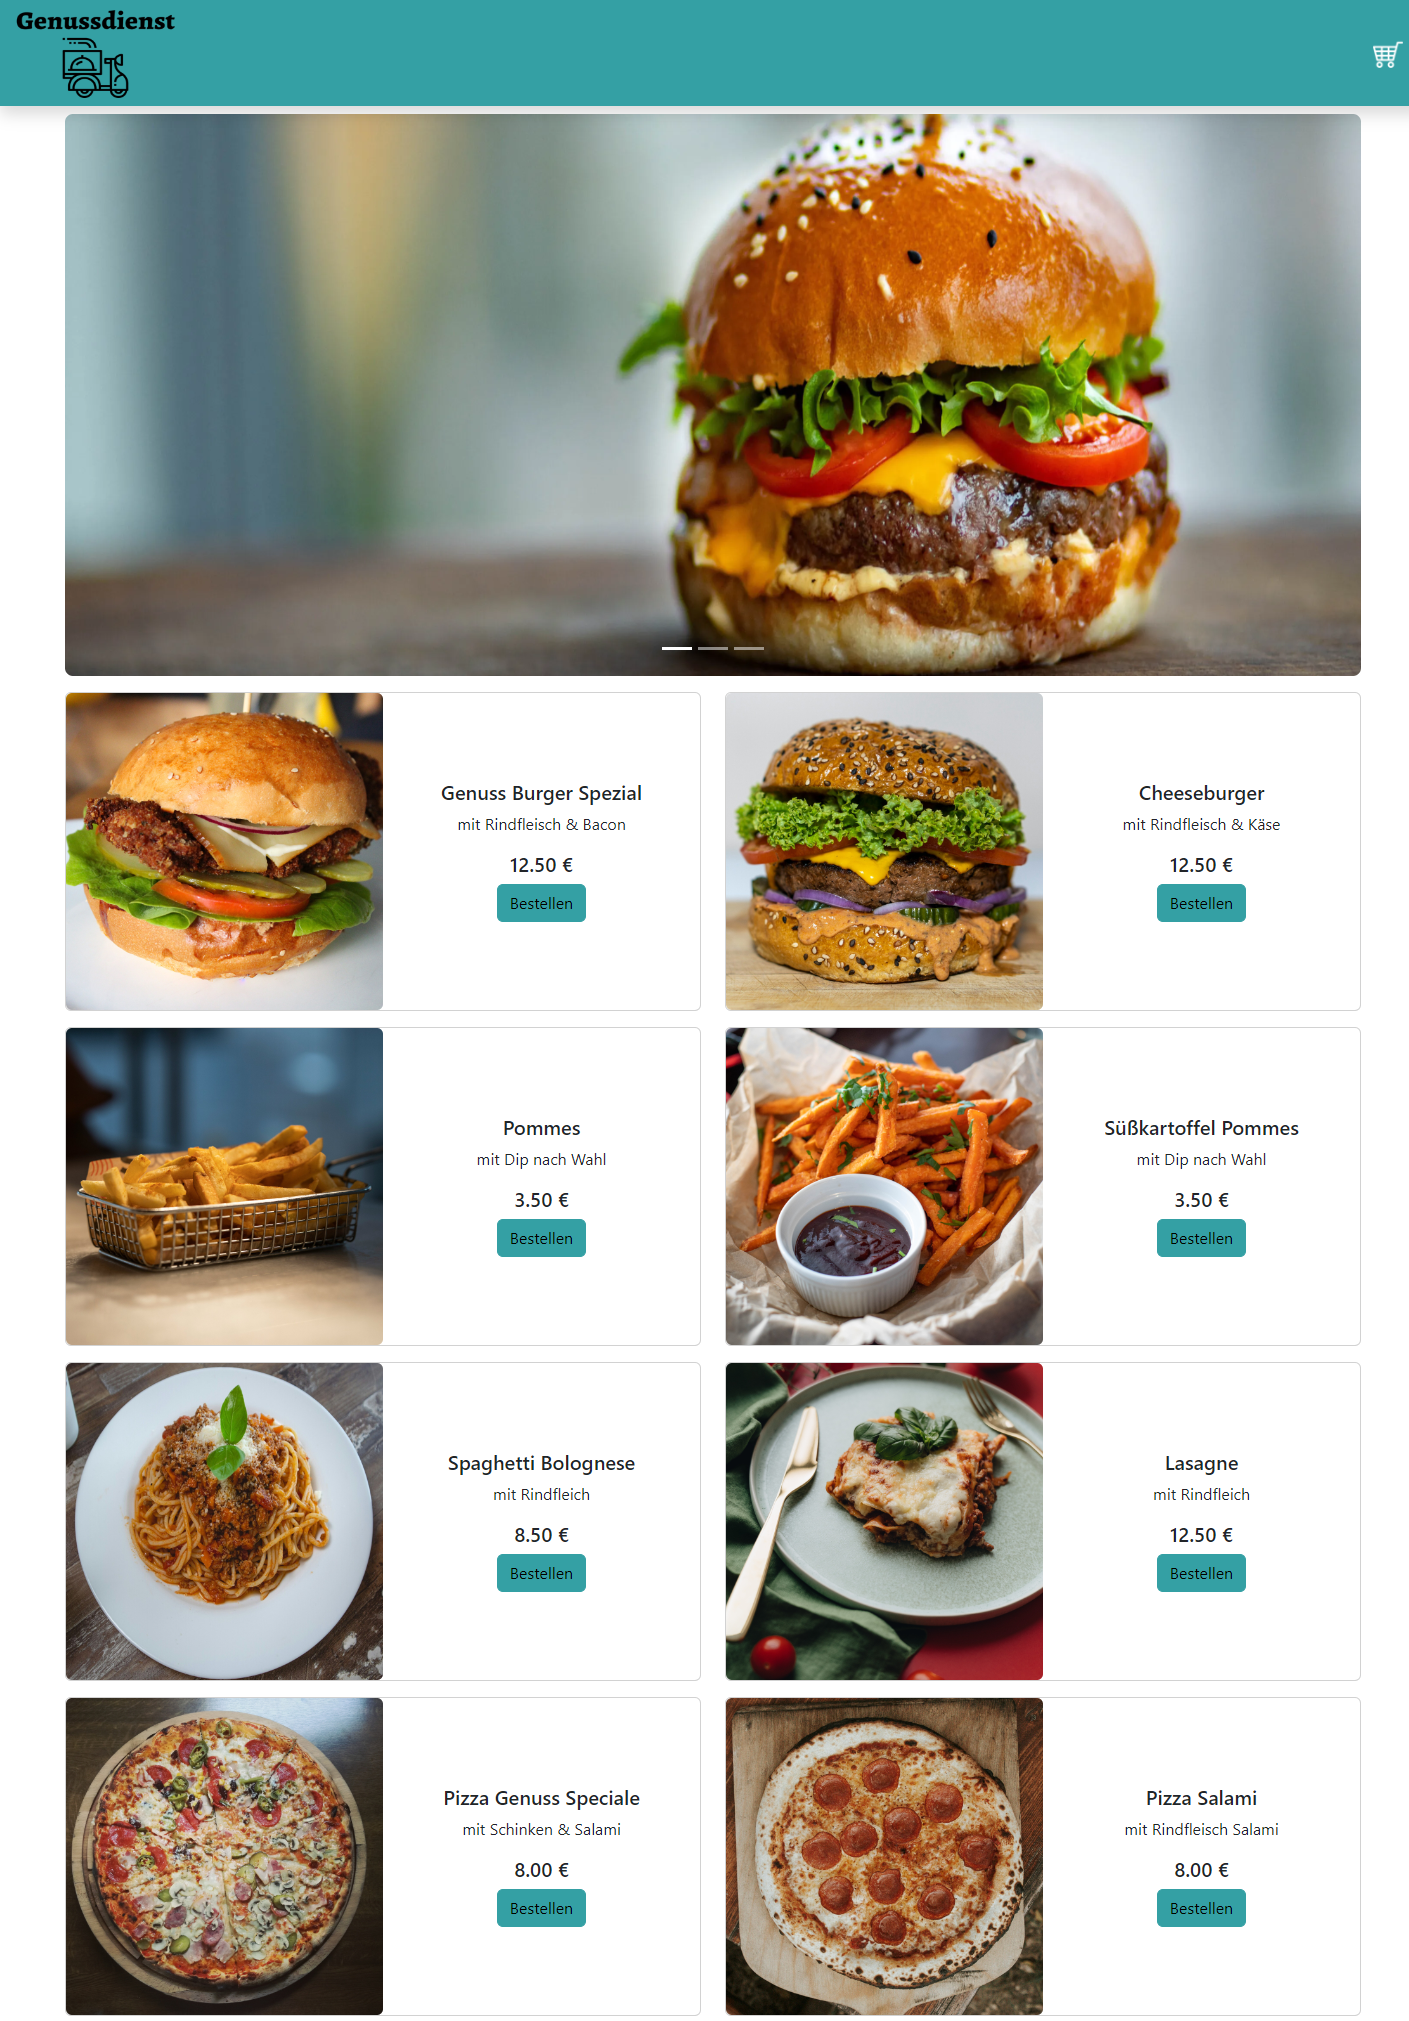 Genussdienst
Genuss Burger Spezial
mit Rindfleisch & Bacon
12.50 €
Bestellen
Cheeseburger
mit Rindfleisch & Käse
12.50 €
Bestellen
Pommes
mit Dip nach Wahl
3.50 €
Bestellen
Süßkartoffel Pommes
mit Dip nach Wahl
3.50 €
Bestellen
Spaghetti Bolognese
mit Rindfleich
8.50 €
Bestellen
Lasagne
mit Rindfleich
12.50 €
Bestellen
Pizza Genuss Speciale
mit Schinken & Salami
8.00 €
Bestellen
Pizza Salami
mit Rindfleisch Salami
8.00 €
Bestellen